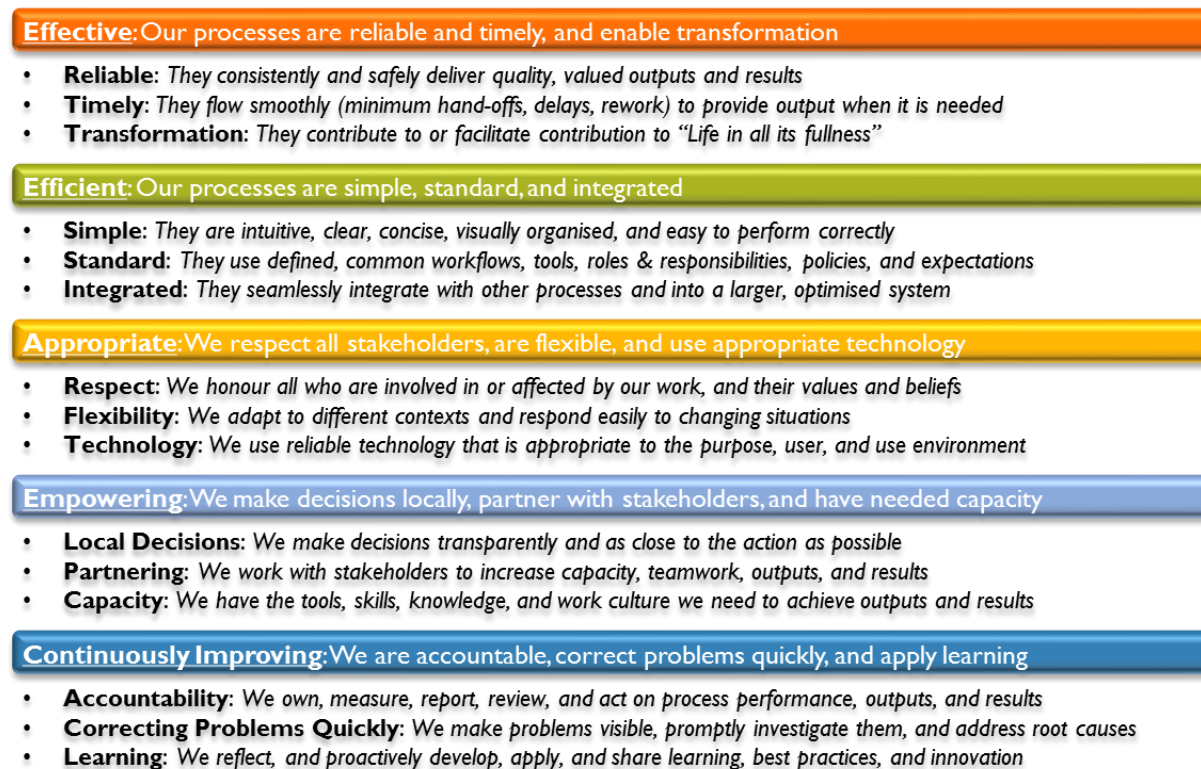 Effective: Our processes are reliable and timely, and enable transformation
• Reliable: They consistently and safely deliver quality, valued outputs and results
• Timely: They flow smoothly (minimum hand-offs, delays, rework) to provide output when it is needed
• Transformation: They contribute to or facilitate contribution to “Life in all its fullness”
Efficient: Our processes are simple, standard, and integrated
• Simple: They are intuitive, clear, concise, visually organised, and easy to perform correctly
• Standard: They use defined, common workflows, tools, roles & responsibilities, policies, and expectations
• Integrated: They seamlessly integrate with other processes and into a larger, optimised system
Appropriate: We respect all stakeholders, are flexible, and use appropriate technology
• Respect: We honour all who are involved in or affected by our work, and their values and beliefs
• Flexibility: We adapt to different contexts and respond easily to changing situations
• Technology: We use reliable technology that is appropriate to the purpose, user, and use environment
Empowering: We make decisions locally, partner with stakeholders, and have needed capacity
• Local Decisions: We make decisions transparently and as close to the action as possible
• Partnering: We work with stakeholders to increase capacity, teamwork, outputs, and results
• Capacity: We have the tools, skills, knowledge, and work culture we need to achieve outputs and results
Continuously Improving: We are accountable, correct problems quickly, and apply learning
• Accountability: We own, measure, report, review, and act on process performance, outputs, and results
• Correcting Problems Quickly: We make problems visible, promptly investigate them, and address root causes
• Learning: We reflect, and proactively develop, apply, and share learning, best practices, and innovation